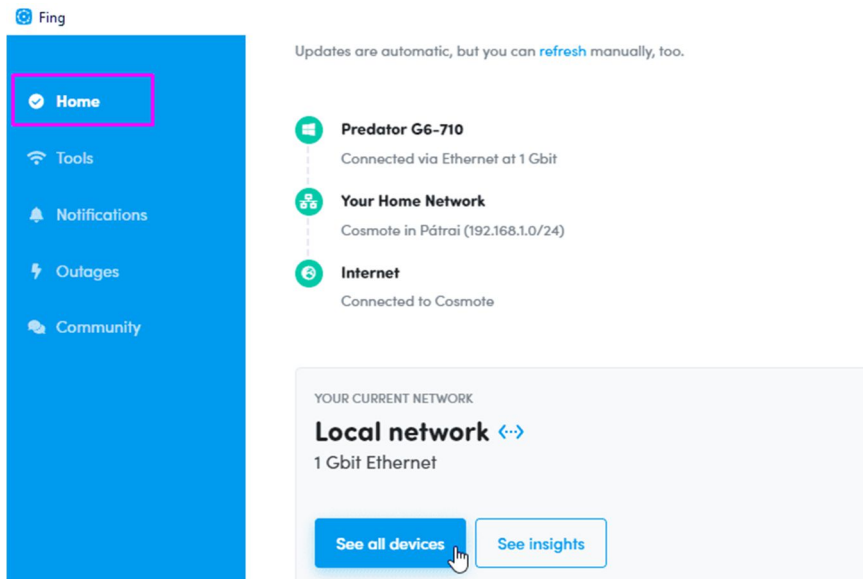 Fing
Updates are automatic, but you can refresh manually, too.
Home
Tools
Notifications
Outages
Community
Predator G6-710
Connected via Ethernet at 1 Gbit
Your Home Network
Cosmote in Pátrai (192.168.1.0/24)
Internet
Connected to Cosmote
YOUR CURRENT NETWORK
Local network
1 Gbit Ethernet
See all devices
See insights